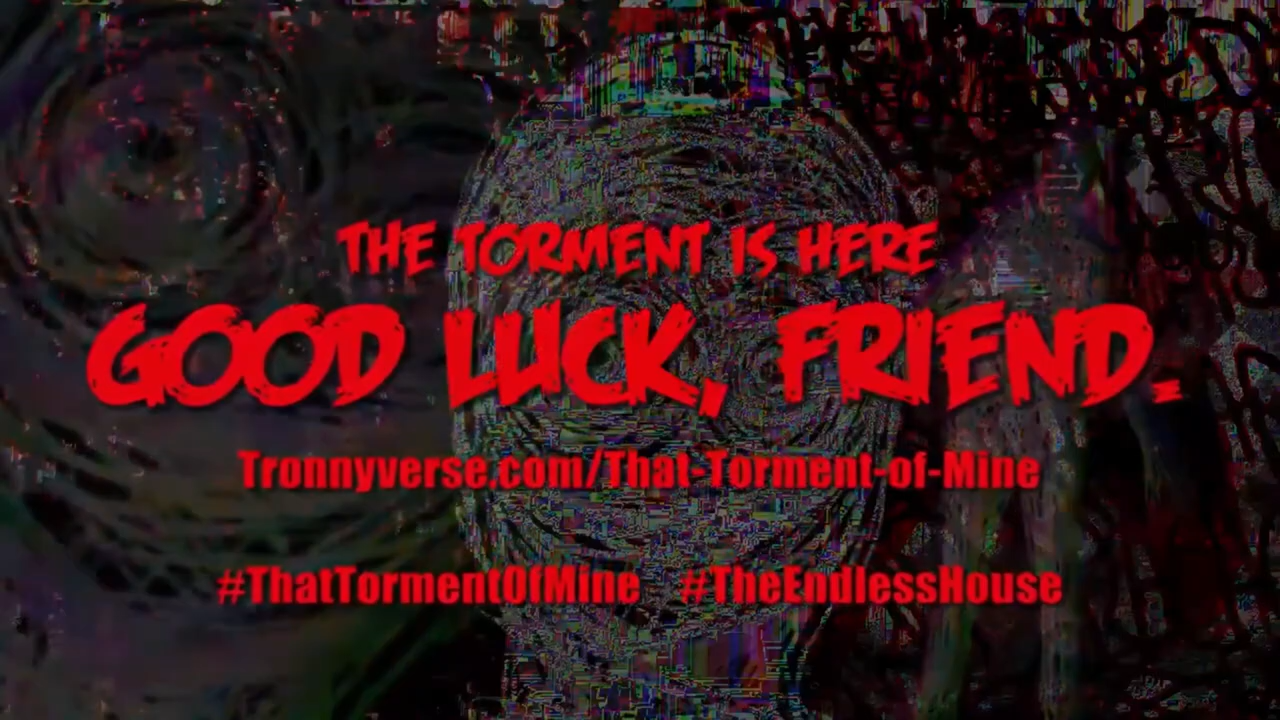 THE TORMENT IS HERE
GOOD LUCK, FRIEND.
Tronnyverse.com/That-Torment-of-Mine
#ThatTormentOfMine #TheEndlessHouse